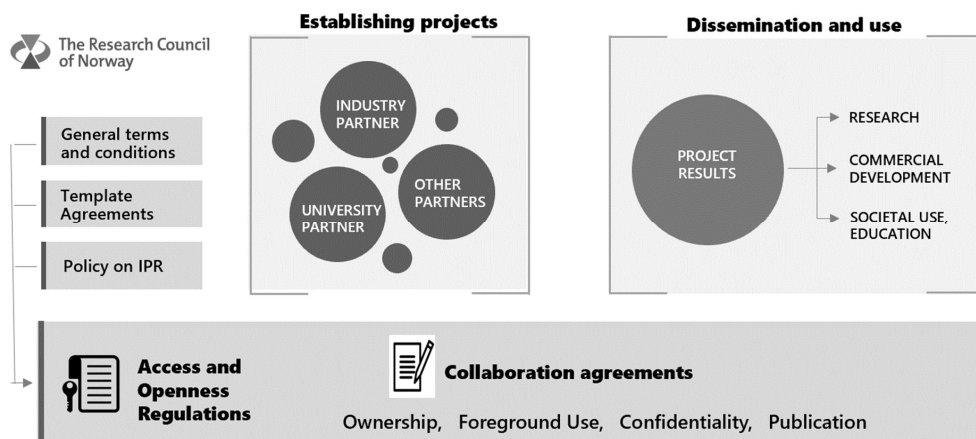 The Research Council
of Norway
General terms
and conditions
Template
Agreements
Policy on IPR
Establishing projects
INDUSTRY
PARTNER
UNIVERSITY
PARTNER
OTHER
PARTNERS
Dissemination and use
PROJECT
RESULTS
RESEARCH
COMMERCIAL
DEVELOPMENT
SOCIETAL USE,
EDUCATION
Access and
Openness
Regulations
Collaboration agreements
Ownership, Foreground Use, Confidentiality, Publication